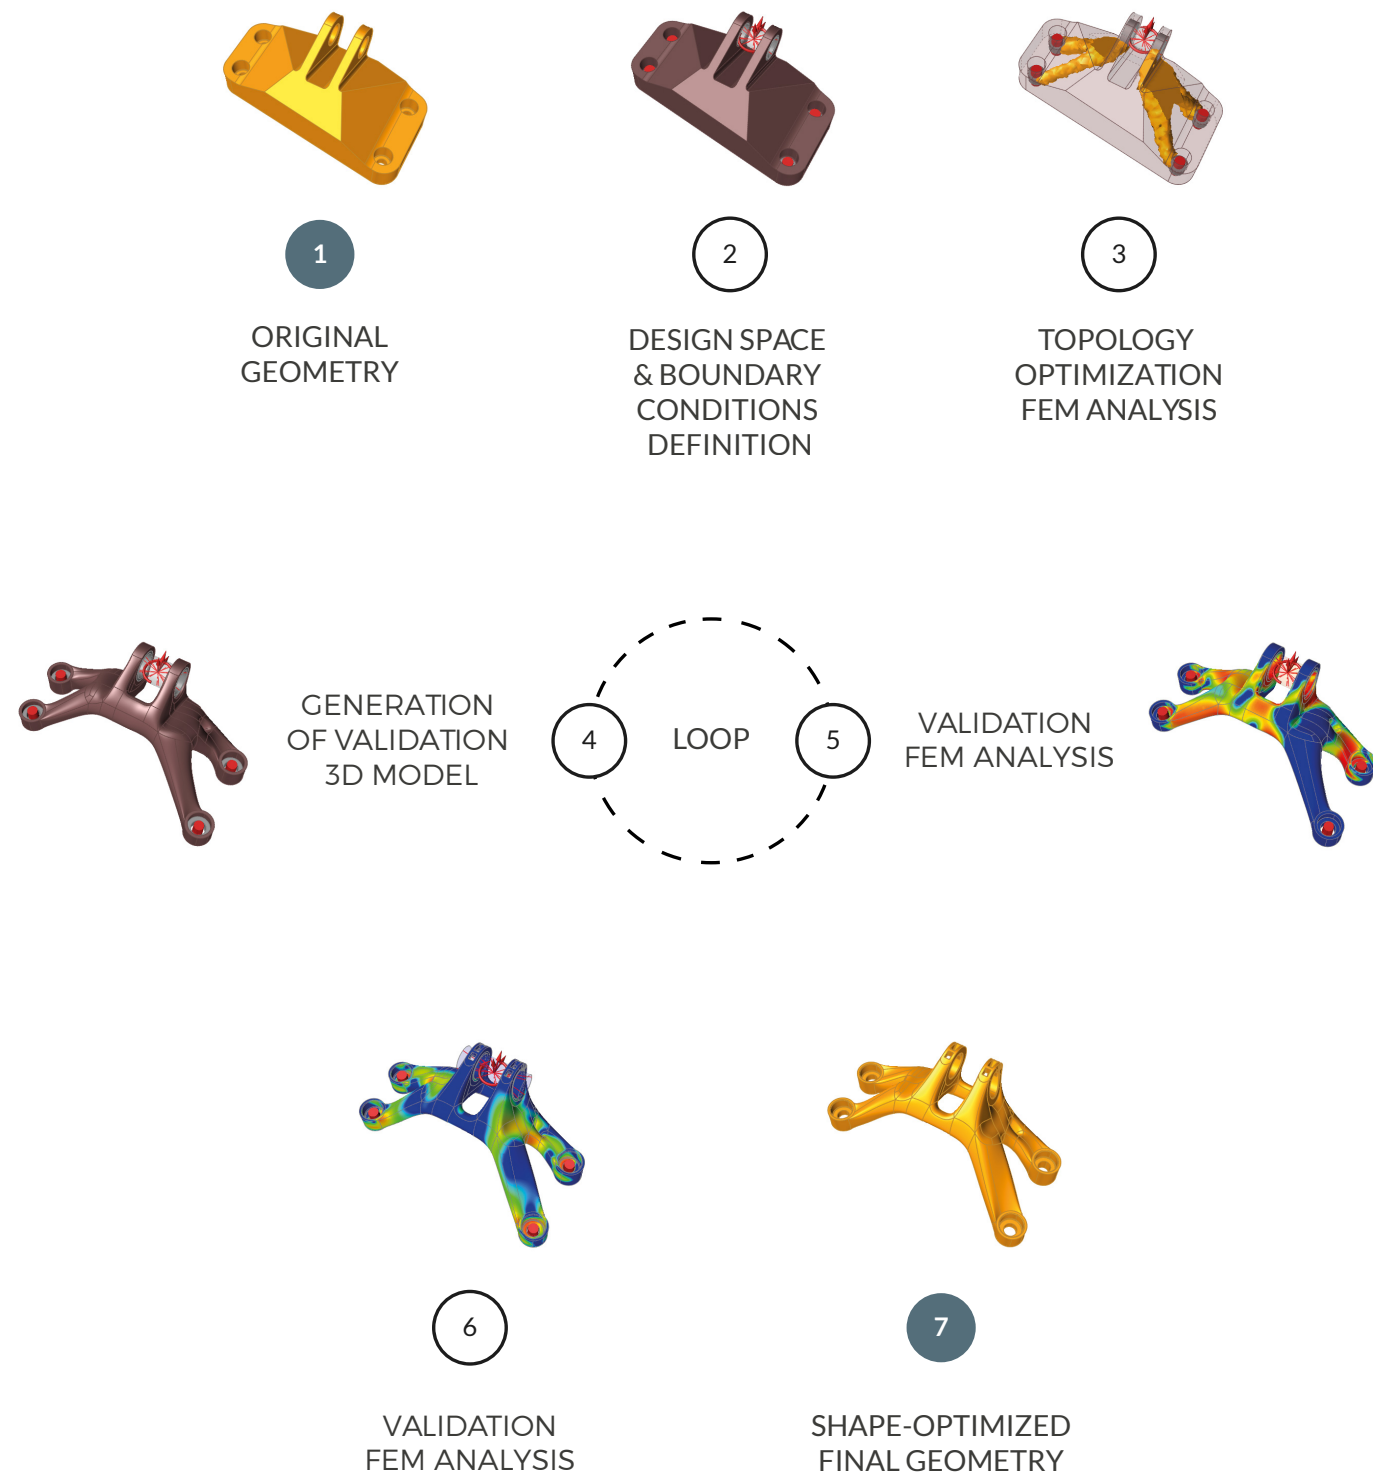 1
ORIGINAL
GEOMETRY
2
DESIGN SPACE
& BOUNDARY
CONDITIONS
DEFINITION
3
TOPOLOGY
OPTIMIZATION
FEM ANALYSIS
GENERATION
OF VALIDATION
3D MODEL
4
LOOP
5
VALIDATION
FEM ANALYSIS
6
VALIDATION
FEM ANALYSIS
7
SHAPE-OPTIMIZED
FINAL GEOMETRY